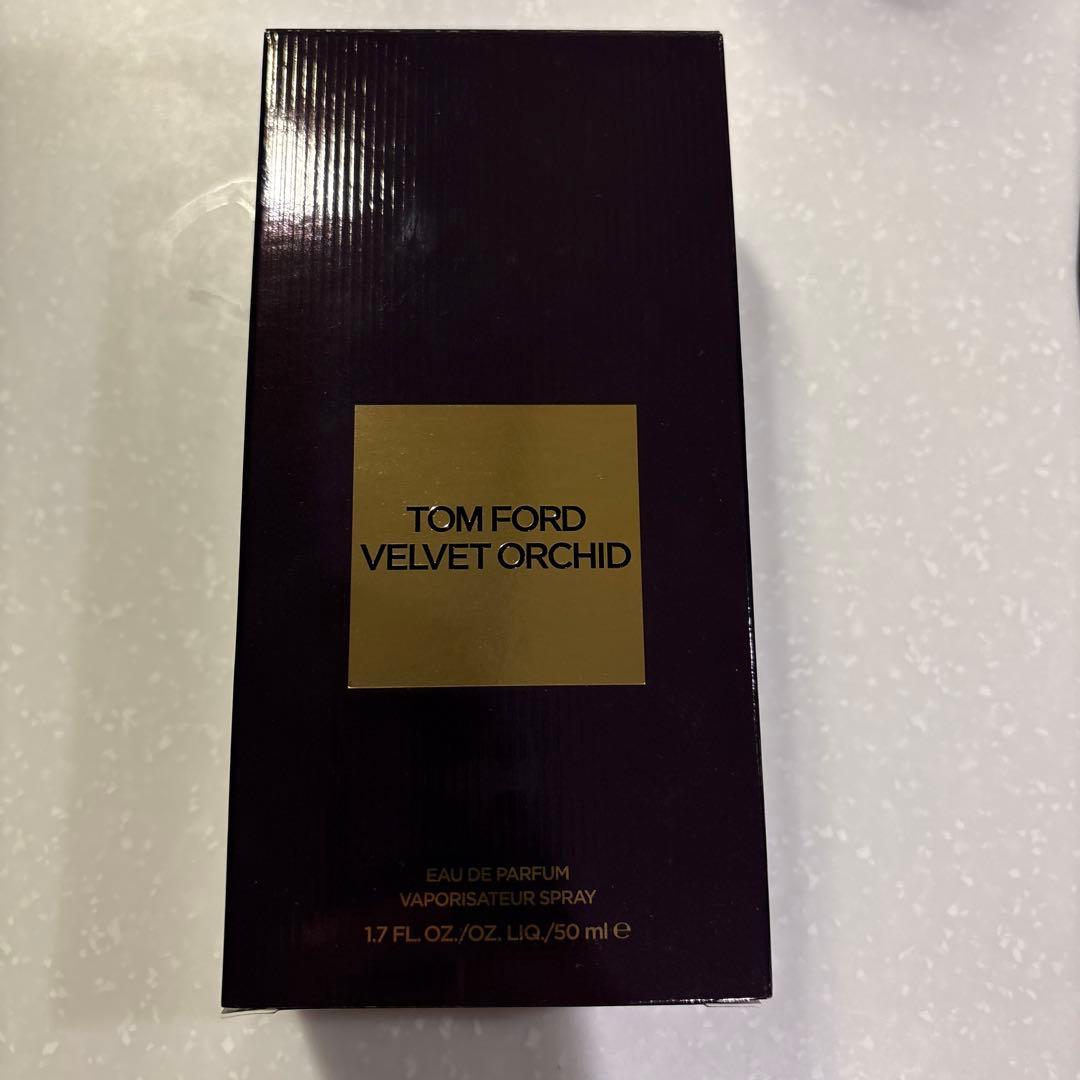 TOM FORD
VELVET ORCHID
EAU DE PARFUM
VAPORISATEUR SPRAY
1.7 FL. OZ./OZ. LIQ./50 ml ℮